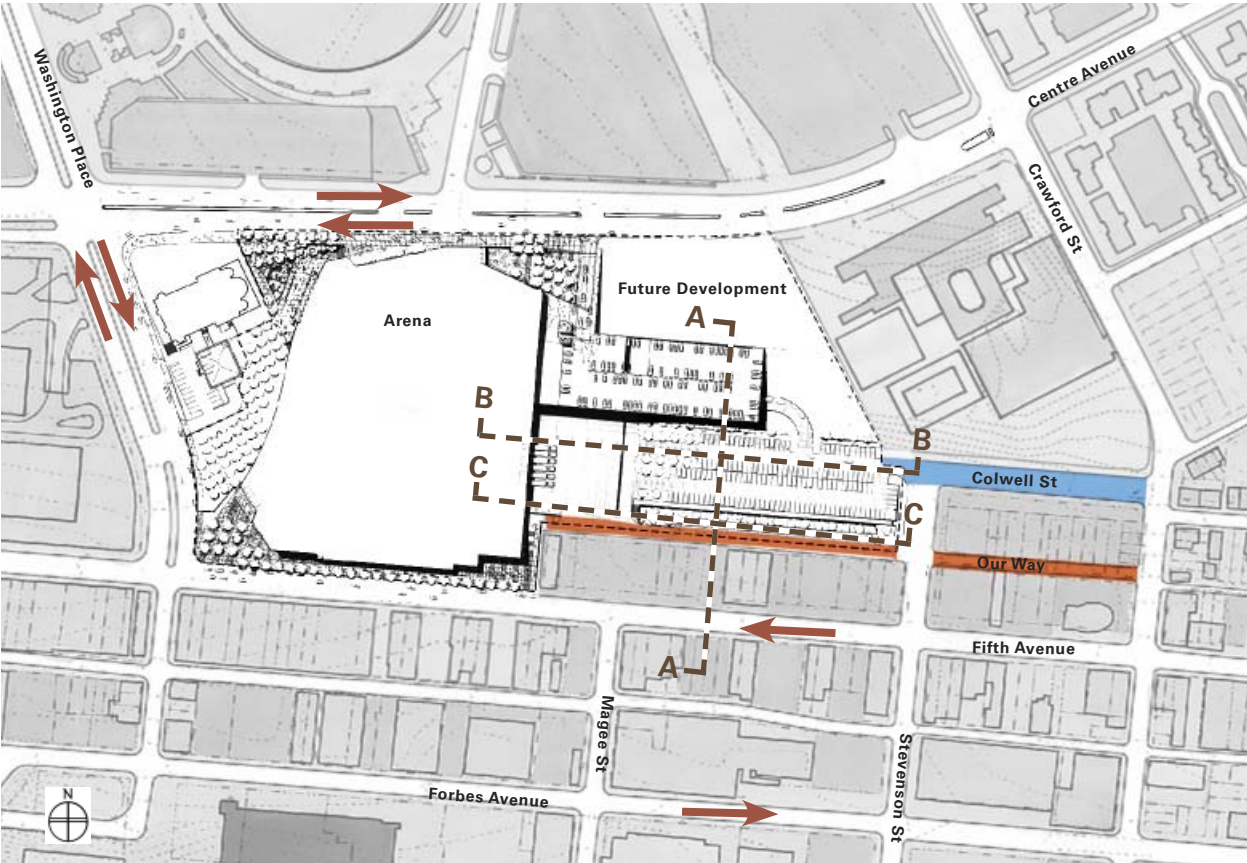 Washington Place
Centre Avenue
Crawford St
Future Development
A
Arena
B
B
C
Colwell St
C
Our Way
Fifth Avenue
A
Magee St
Stevenson St
Forbes Avenue
N